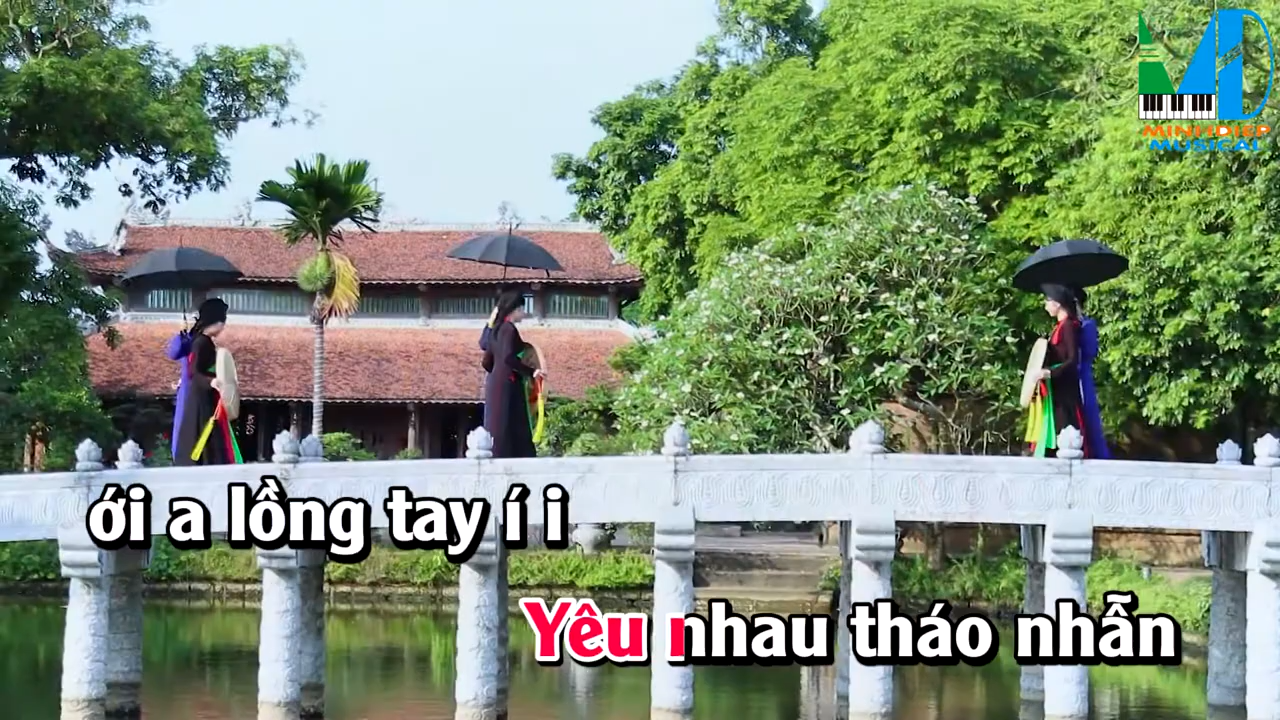 MINHDIEP
MUSICAL
ới a lồng tay í i
Yêu nhau tháo nhẫn